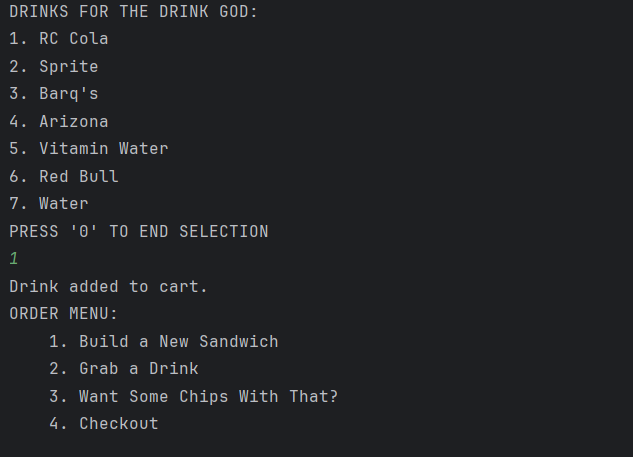 DRINKS FOR THE DRINK GOD:
1. RC Cola
2. Sprite
3. Barq's
4. Arizona
5. Vitamin Water
6. Red Bull
7. Water
PRESS '0' TO END SELECTION
1
Drink added to cart.
ORDER MENU:
1. Build a New Sandwich
2. Grab a Drink
3. Want Some Chips With That?
4. Checkout